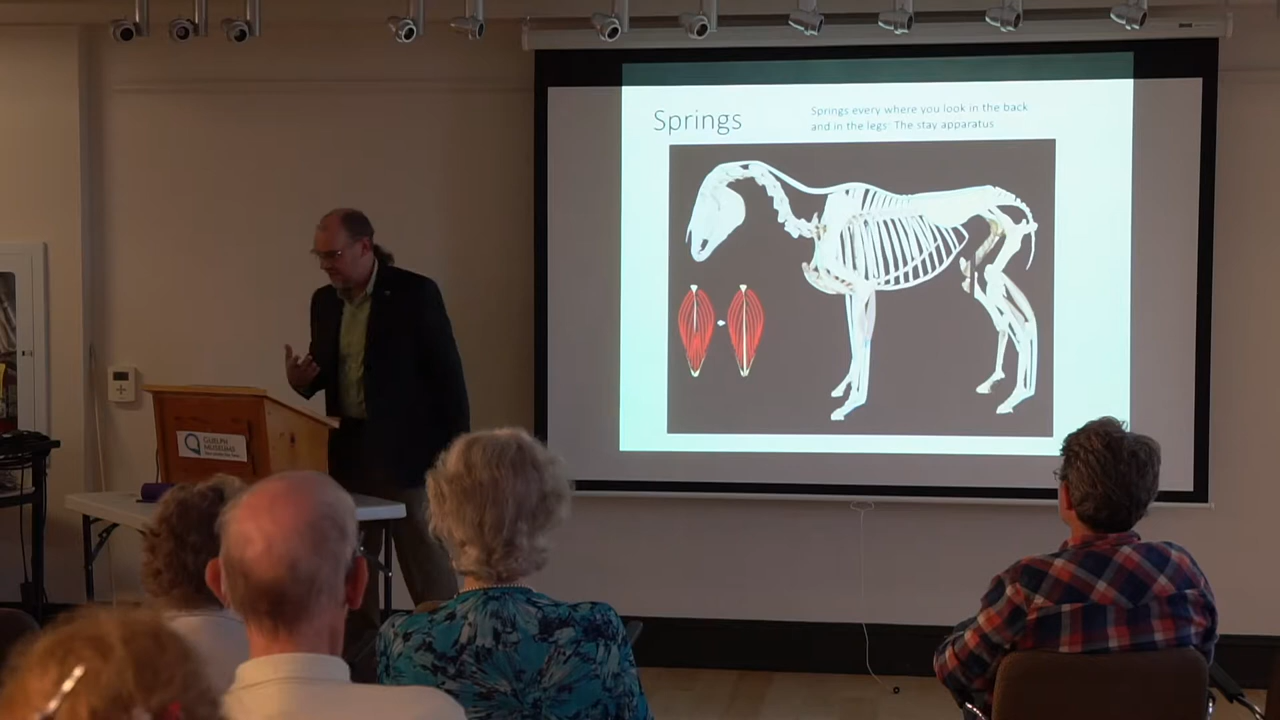 Springs
Springs every where you look in the back
and in the legs: The stay apparatus
GUELPH
MUSEUMS